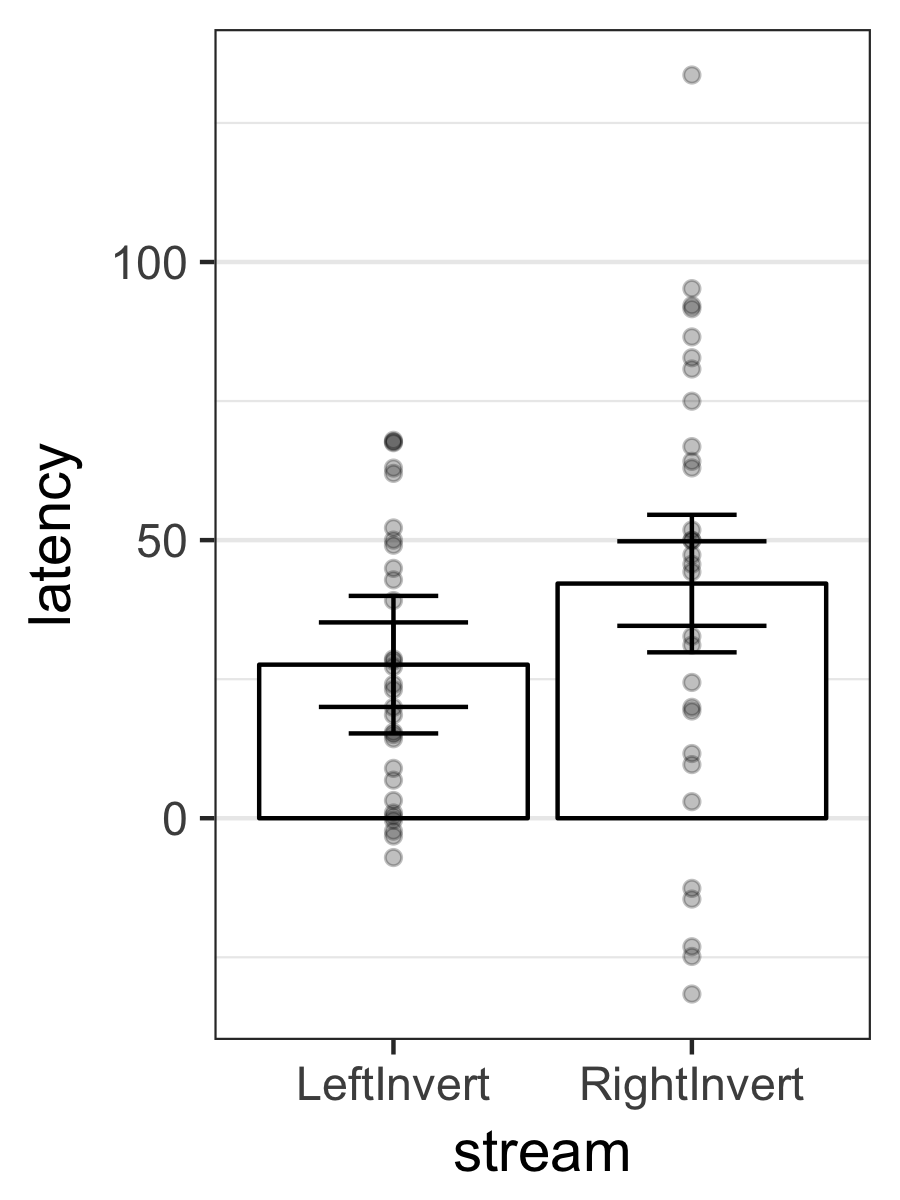 latency
100
50
0
LeftInvert
RightInvert
stream